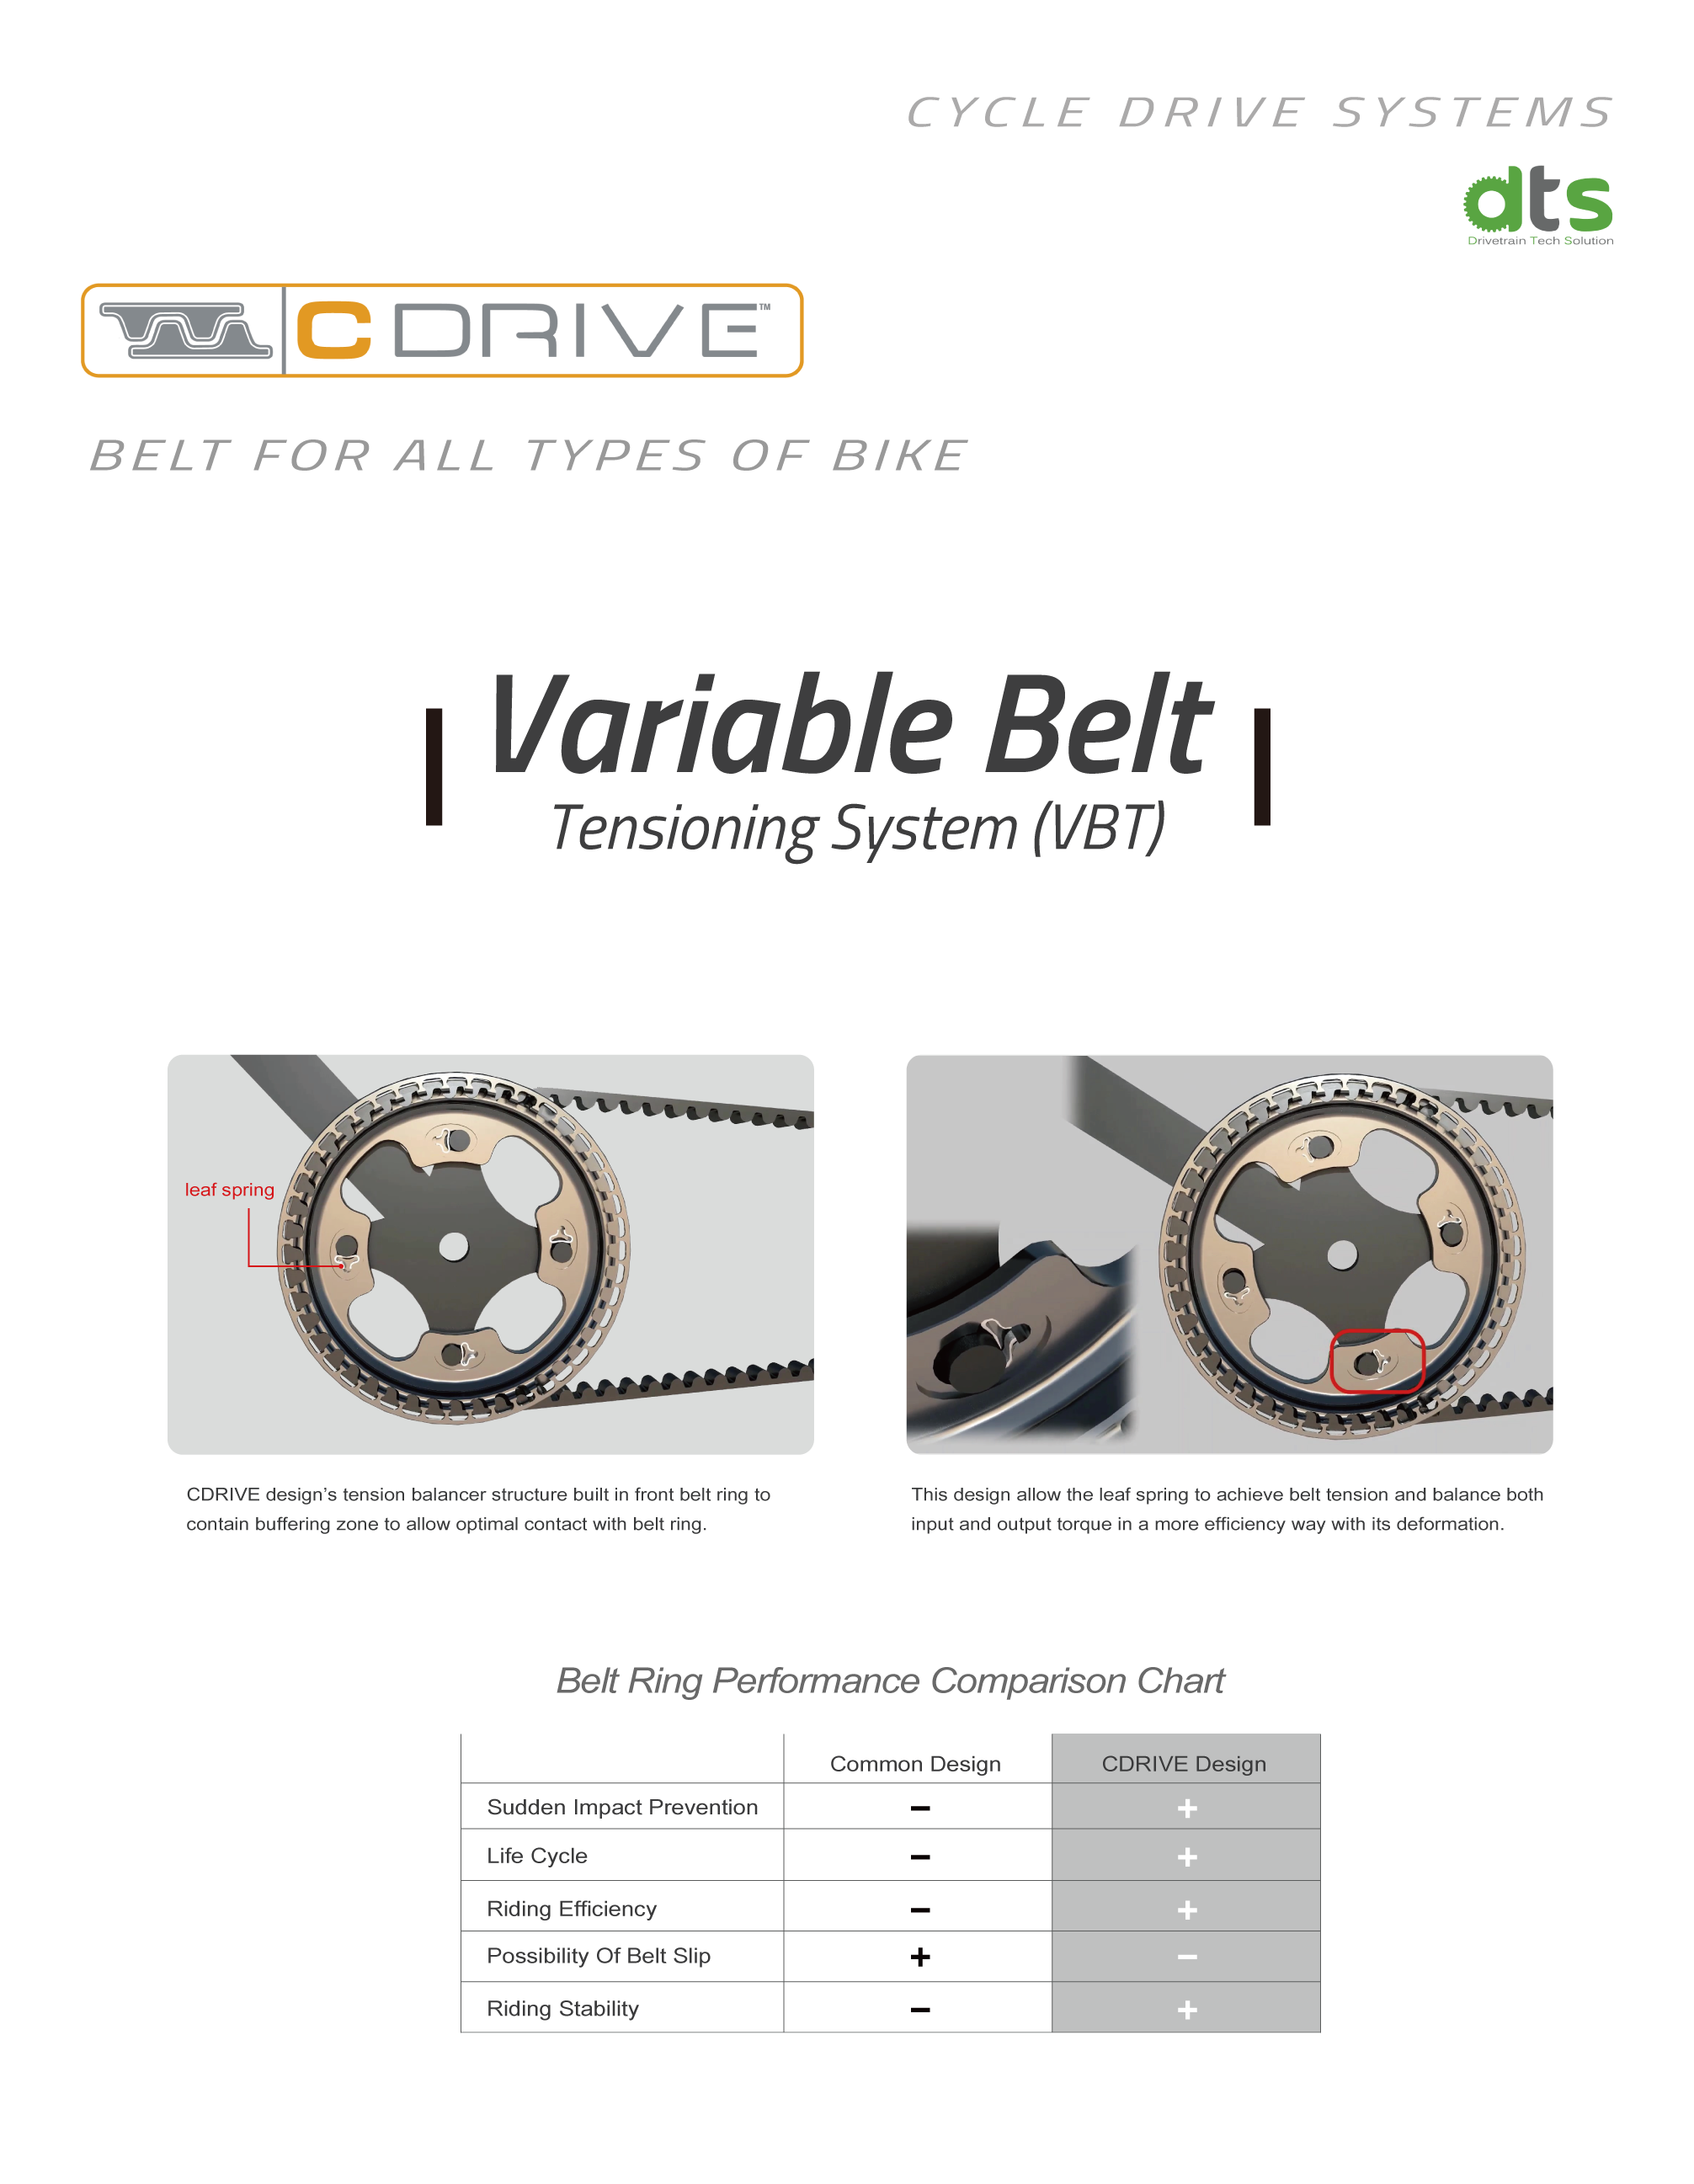 CYCLE DRIVE SYSTEMS
dts
Drivetrain Tech Solution
CDRIVE™
BELT FOR ALL TYPES OF BIKE
Variable Belt
Tensioning System (VBT)
leaf spring
CDRIVE design’s tension balancer structure built in front belt ring to
contain buffering zone to allow optimal contact with belt ring.
This design allow the leaf spring to achieve belt tension and balance both
input and output torque in a more efficiency way with its deformation.
Belt Ring Performance Comparison Chart
Common Design CDRIVE Design
Sudden Impact Prevention − +
Life Cycle − +
Riding Efficiency − +
Possibility Of Belt Slip + −
Riding Stability − +